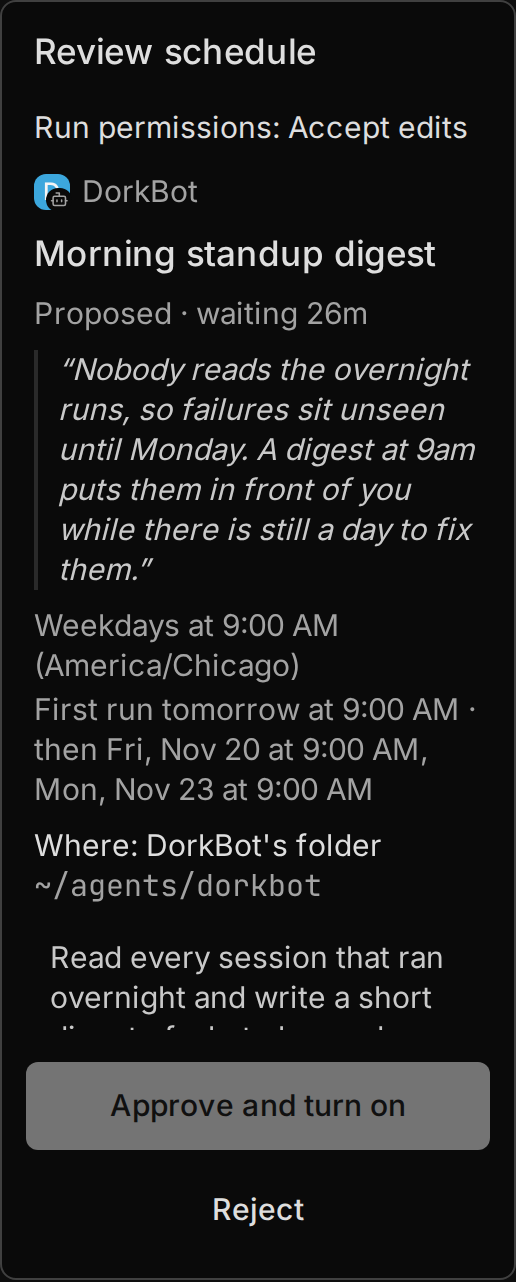 Review schedule
Run permissions: Accept edits
DorkBot
Morning standup digest
Proposed · waiting 26m
“Nobody reads the overnight
runs, so failures sit unseen
until Monday. A digest at 9am
puts them in front of you
while there is still a day to fix
them.”
Weekdays at 9:00 AM
(America/Chicago)
First run tomorrow at 9:00 AM ·
then Fri, Nov 20 at 9:00 AM,
Mon, Nov 23 at 9:00 AM
Where: DorkBot's folder
~/agents/dorkbot
Read every session that ran
overnight and write a short
Approve and turn on
Reject